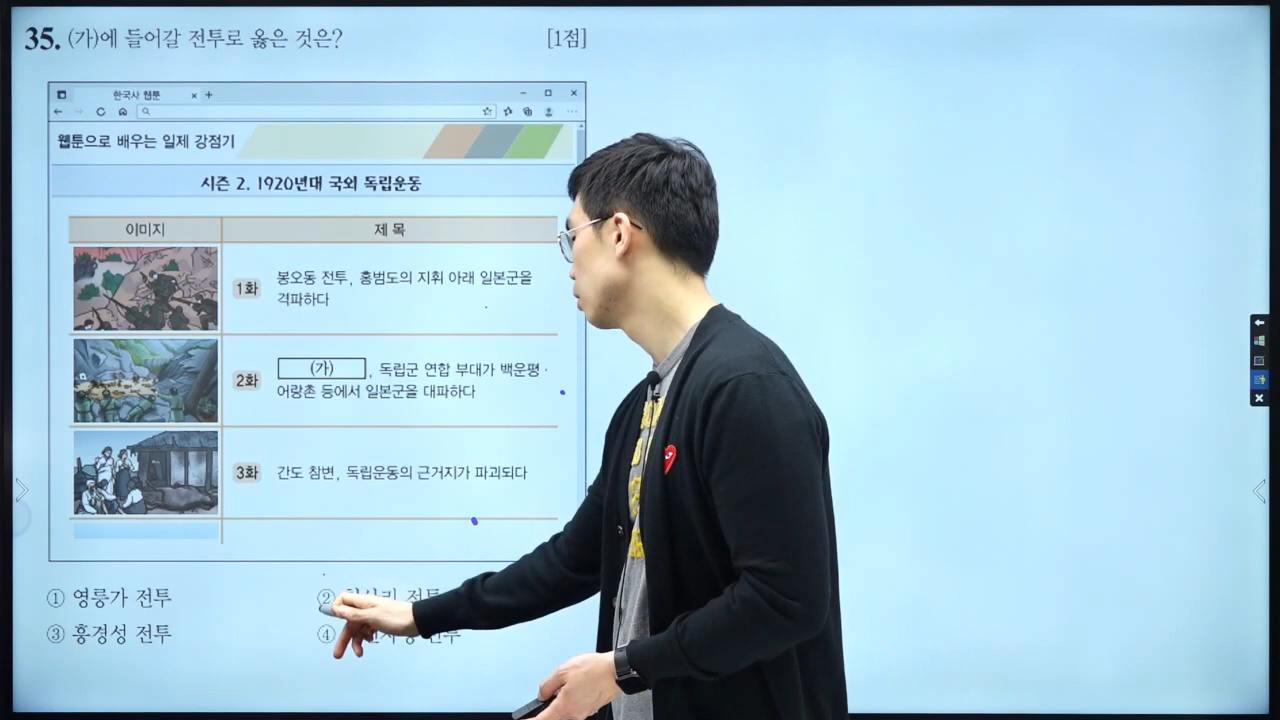 35. (가)에 들어갈 전투로 옳은 것은? [1점]
한국사 웹툰
웹툰으로 배우는 일제 강점기
시즌 2. 1920년대 국외 독립운동
이미지 제목
1화 봉오동 전투, 홍범도의 지휘 아래 일본군을
격파하다
2화 (가), 독립군 연합 부대가 백운평·
어랑촌 등에서 일본군을 대파하다
3화 간도 참변, 독립운동의 근거지가 파괴되다
① 영릉가 전투 ② 전투
③ 흥경성 전투 ④ 전투